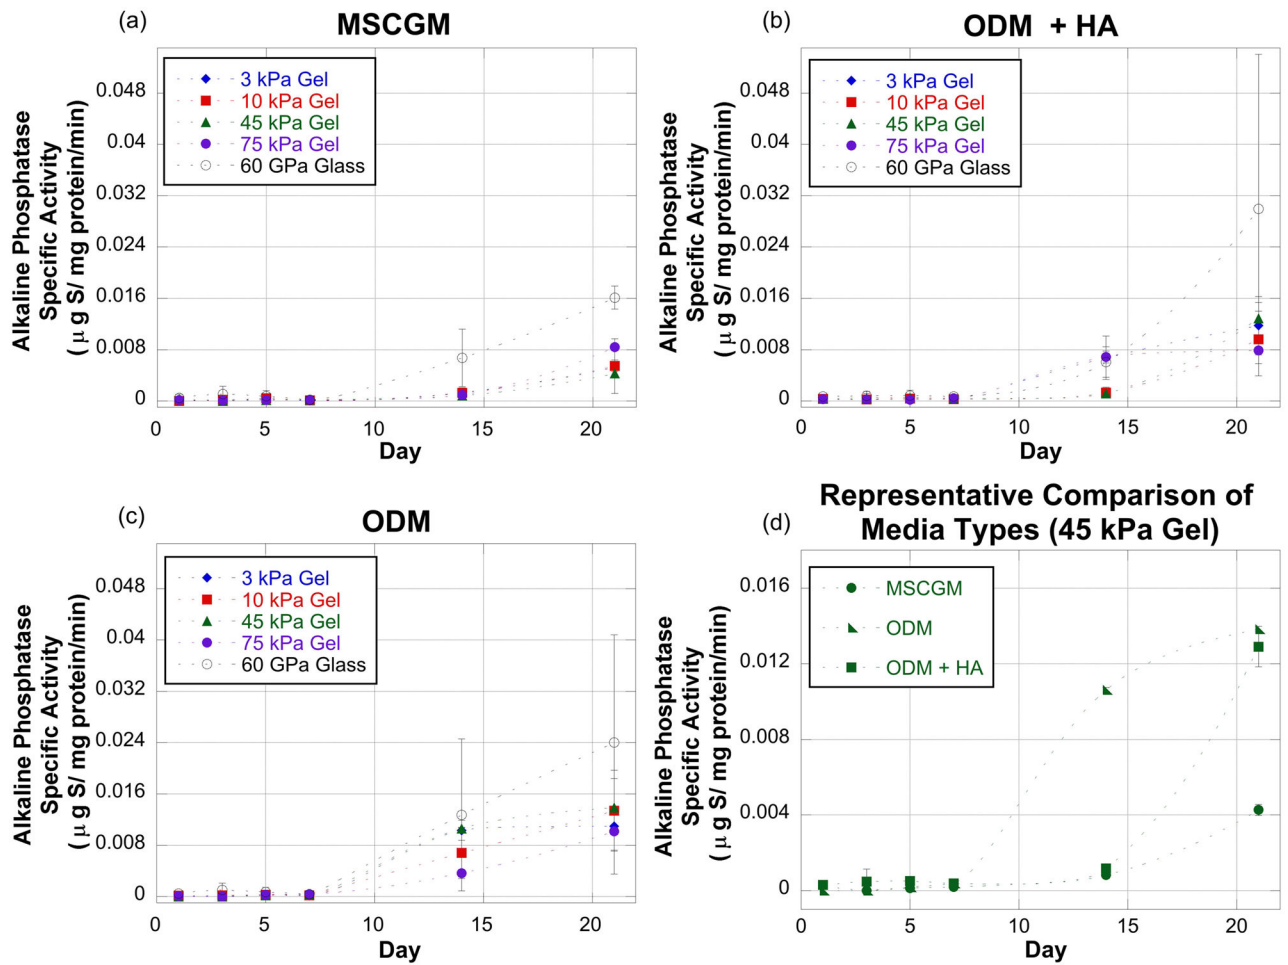 (a)
MSCGM
Alkaline Phosphatase
Specific Activity
(μ g S/ mg protein/min)
0.048
0.04
0.032
0.024
0.016
0.008
0
3 kPa Gel
10 kPa Gel
45 kPa Gel
75 kPa Gel
60 GPa Glass
0 5 10 15 20
Day
(b)
ODM + HA
Alkaline Phosphatase
Specific Activity
(μ g S/ mg protein/min)
0.048
0.04
0.032
0.024
0.016
0.008
0
3 kPa Gel
10 kPa Gel
45 kPa Gel
75 kPa Gel
60 GPa Glass
0 5 10 15 20
Day
(c)
ODM
Alkaline Phosphatase
Specific Activity
(μ g S/ mg protein/min)
0.048
0.04
0.032
0.024
0.016
0.008
0
3 kPa Gel
10 kPa Gel
45 kPa Gel
75 kPa Gel
60 GPa Glass
0 5 10 15 20
Day
(d)
Representative Comparison of
Media Types (45 kPa Gel)
Alkaline Phosphatase
Specific Activity
(μ g S/ mg protein/min)
0.016
0.012
0.008
0.004
0
MSCGM
ODM
ODM + HA
0 5 10 15 20
Day